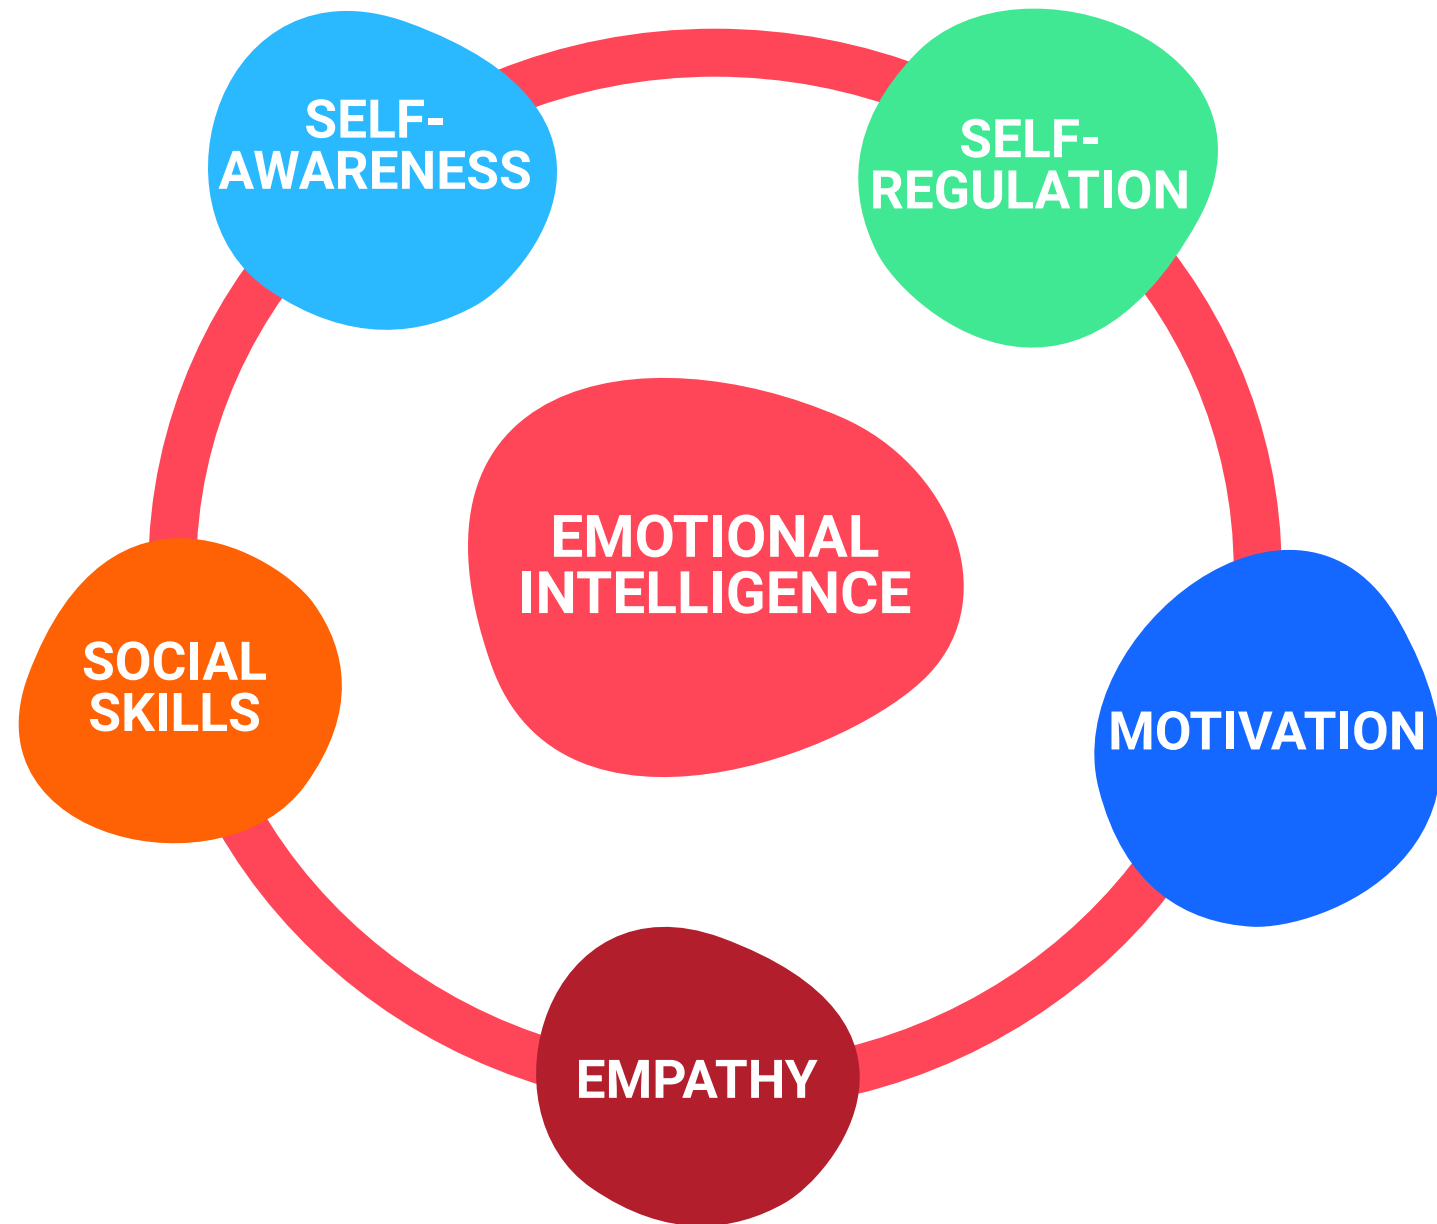 SELF-
AWARENESS
SELF-
REGULATION
EMOTIONAL
INTELLIGENCE
SOCIAL
SKILLS
MOTIVATION
EMPATHY